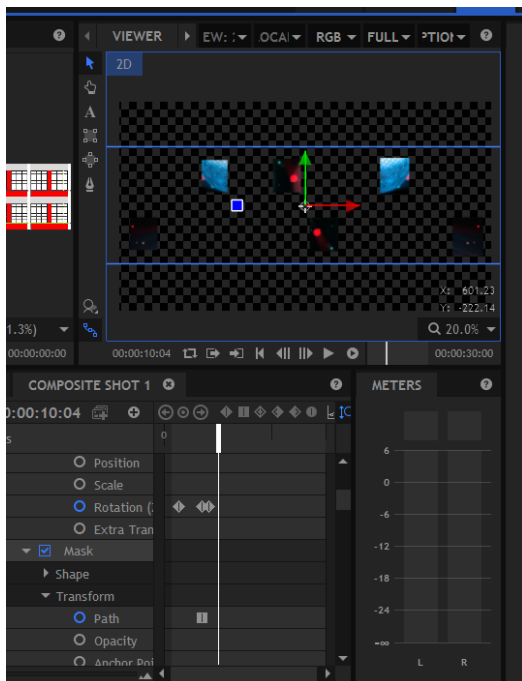 VIEWER EW: OCAl RGB FULL PTION
2D
A
X: 601.23
Y: -222.14
1.3%) 20.0%
00:00:00:00 00:00:10:04 00:00:30:00
COMPOSITE SHOT 1 METERS
0:00:10:04
s 0
Position
Scale
Rotation (
Extra Tran
Mask
Shape
Transform
Path
Opacity
Anchor Poi
6
0
-6
-12
-18
-24
-∞
L R